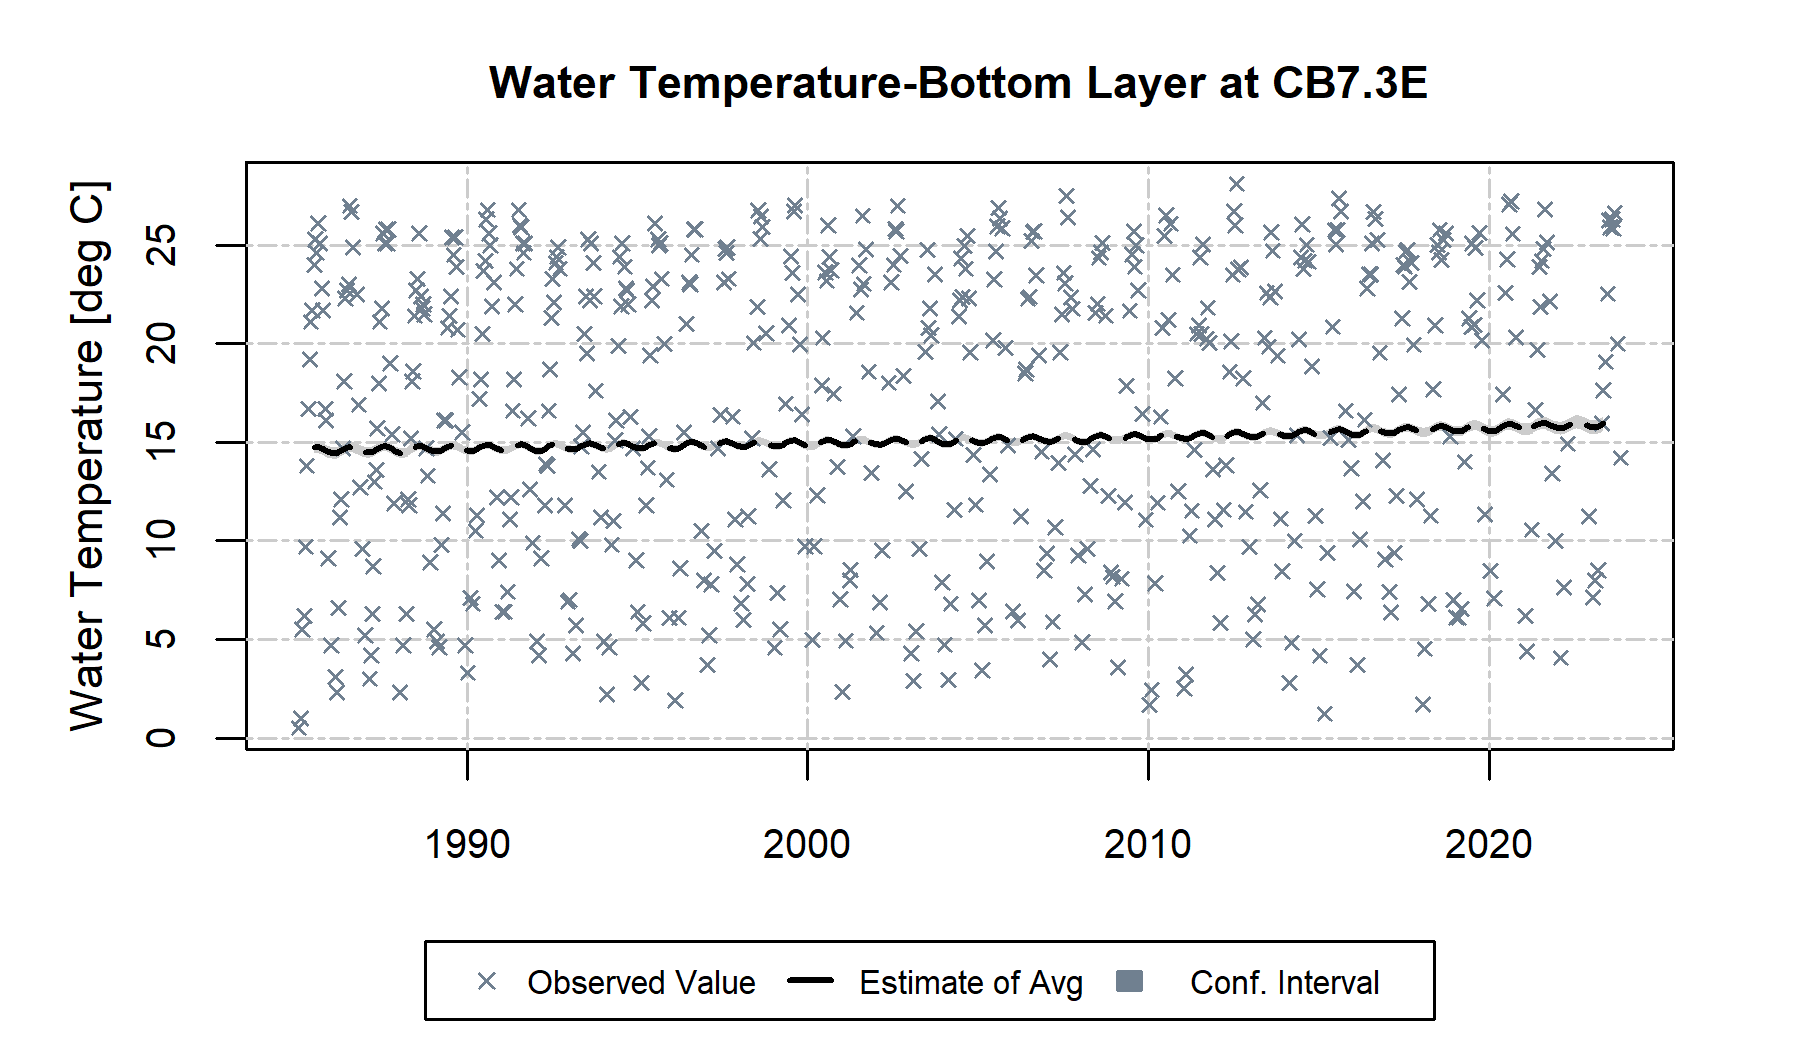 Water Temperature-Bottom Layer at CB7.3E
Water Temperature [deg C]
25
20
15
10
5
0
1990 2000 2010 2020
Observed Value Estimate of Avg Conf. Interval